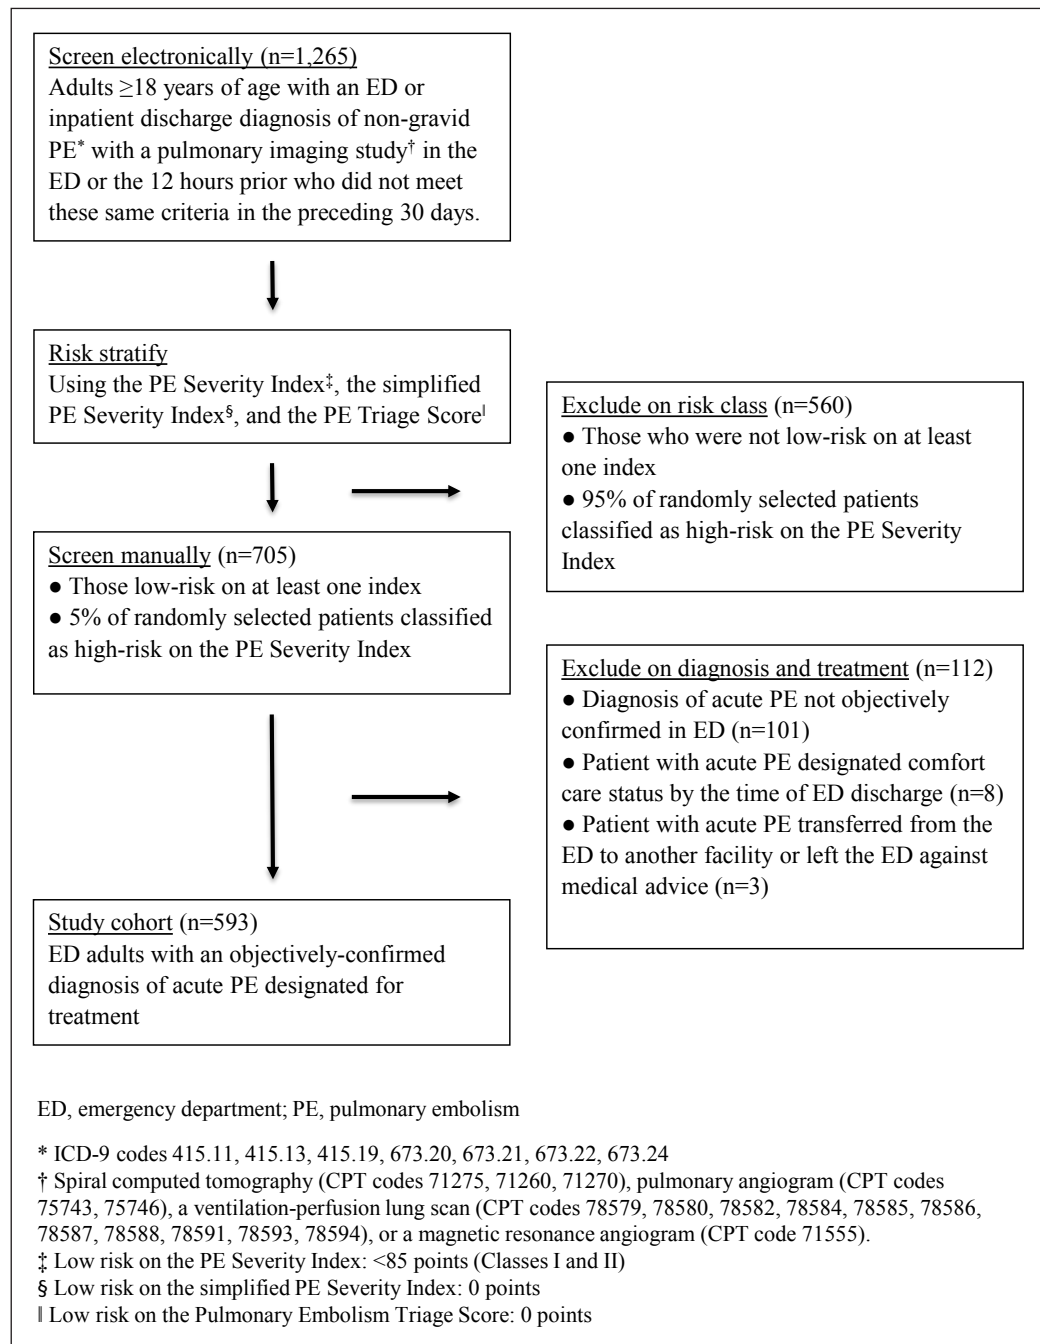 Screen electronically (n=1,265)
Adults ≥18 years of age with an ED or
inpatient discharge diagnosis of non-gravid
PE* with a pulmonary imaging study† in the
ED or the 12 hours prior who did not meet
these same criteria in the preceding 30 days.
Risk stratify
Using the PE Severity Index‡, the simplified
PE Severity Index§, and the PE Triage Score‖
Exclude on risk class (n=560)
● Those who were not low-risk on at least
one index
● 95% of randomly selected patients
classified as high-risk on the PE Severity
Index
Screen manually (n=705)
● Those low-risk on at least one index
● 5% of randomly selected patients classified
as high-risk on the PE Severity Index
Exclude on diagnosis and treatment (n=112)
● Diagnosis of acute PE not objectively
confirmed in ED (n=101)
● Patient with acute PE designated comfort
care status by the time of ED discharge (n=8)
● Patient with acute PE transferred from the
ED to another facility or left the ED against
medical advice (n=3)
Study cohort (n=593)
ED adults with an objectively-confirmed
diagnosis of acute PE designated for
treatment
ED, emergency department; PE, pulmonary embolism
* ICD-9 codes 415.11, 415.13, 415.19, 673.20, 673.21, 673.22, 673.24
† Spiral computed tomography (CPT codes 71275, 71260, 71270), pulmonary angiogram (CPT codes
75743, 75746), a ventilation-perfusion lung scan (CPT codes 78579, 78580, 78582, 78584, 78585, 78586,
78587, 78588, 78591, 78593, 78594), or a magnetic resonance angiogram (CPT code 71555).
‡ Low risk on the PE Severity Index: <85 points (Classes I and II)
§ Low risk on the simplified PE Severity Index: 0 points
‖ Low risk on the Pulmonary Embolism Triage Score: 0 points